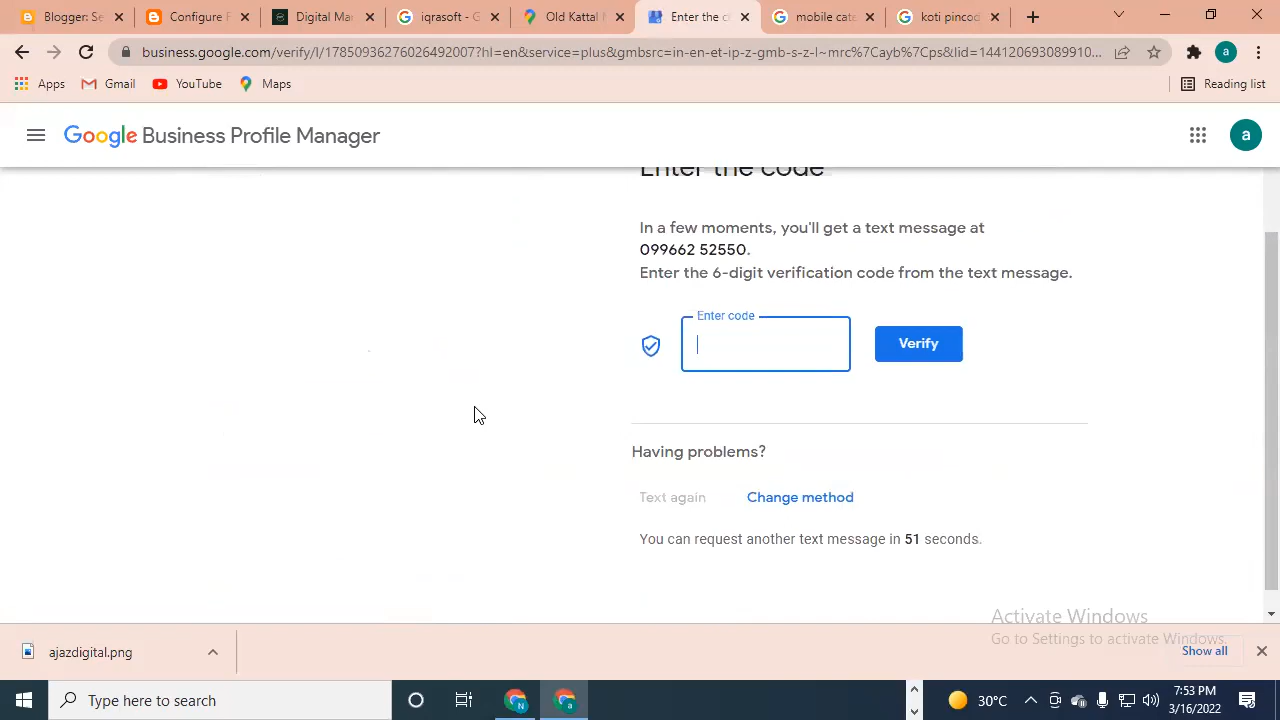 Blogger: Se
Configure F
Digital Mar
iqrasoft - G
Old Kattal M
Enter the c
mobile cate
koti pincod
business.google.com/verify/l/17850936276026492007?hl=en&service=plus&gmbsrc=in-en-et-ip-z-gmb-s-z-l~mrc%7Cayb%7Cps&lid=144120693089910...
a
Apps
Gmail
YouTube
Maps
Reading list
Google Business Profile Manager
a
Enter the code
In a few moments, you'll get a text message at
099662 52550.
Enter the 6-digit verification code from the text message.
Enter code
Verify
Having problems?
Text again
Change method
You can request another text message in 51 seconds.
Activate Windows
Go to Settings to activate Windows.
ajazdigital.png
Show all
Type here to search
N
a
30°C
7:53 PM
3/16/2022